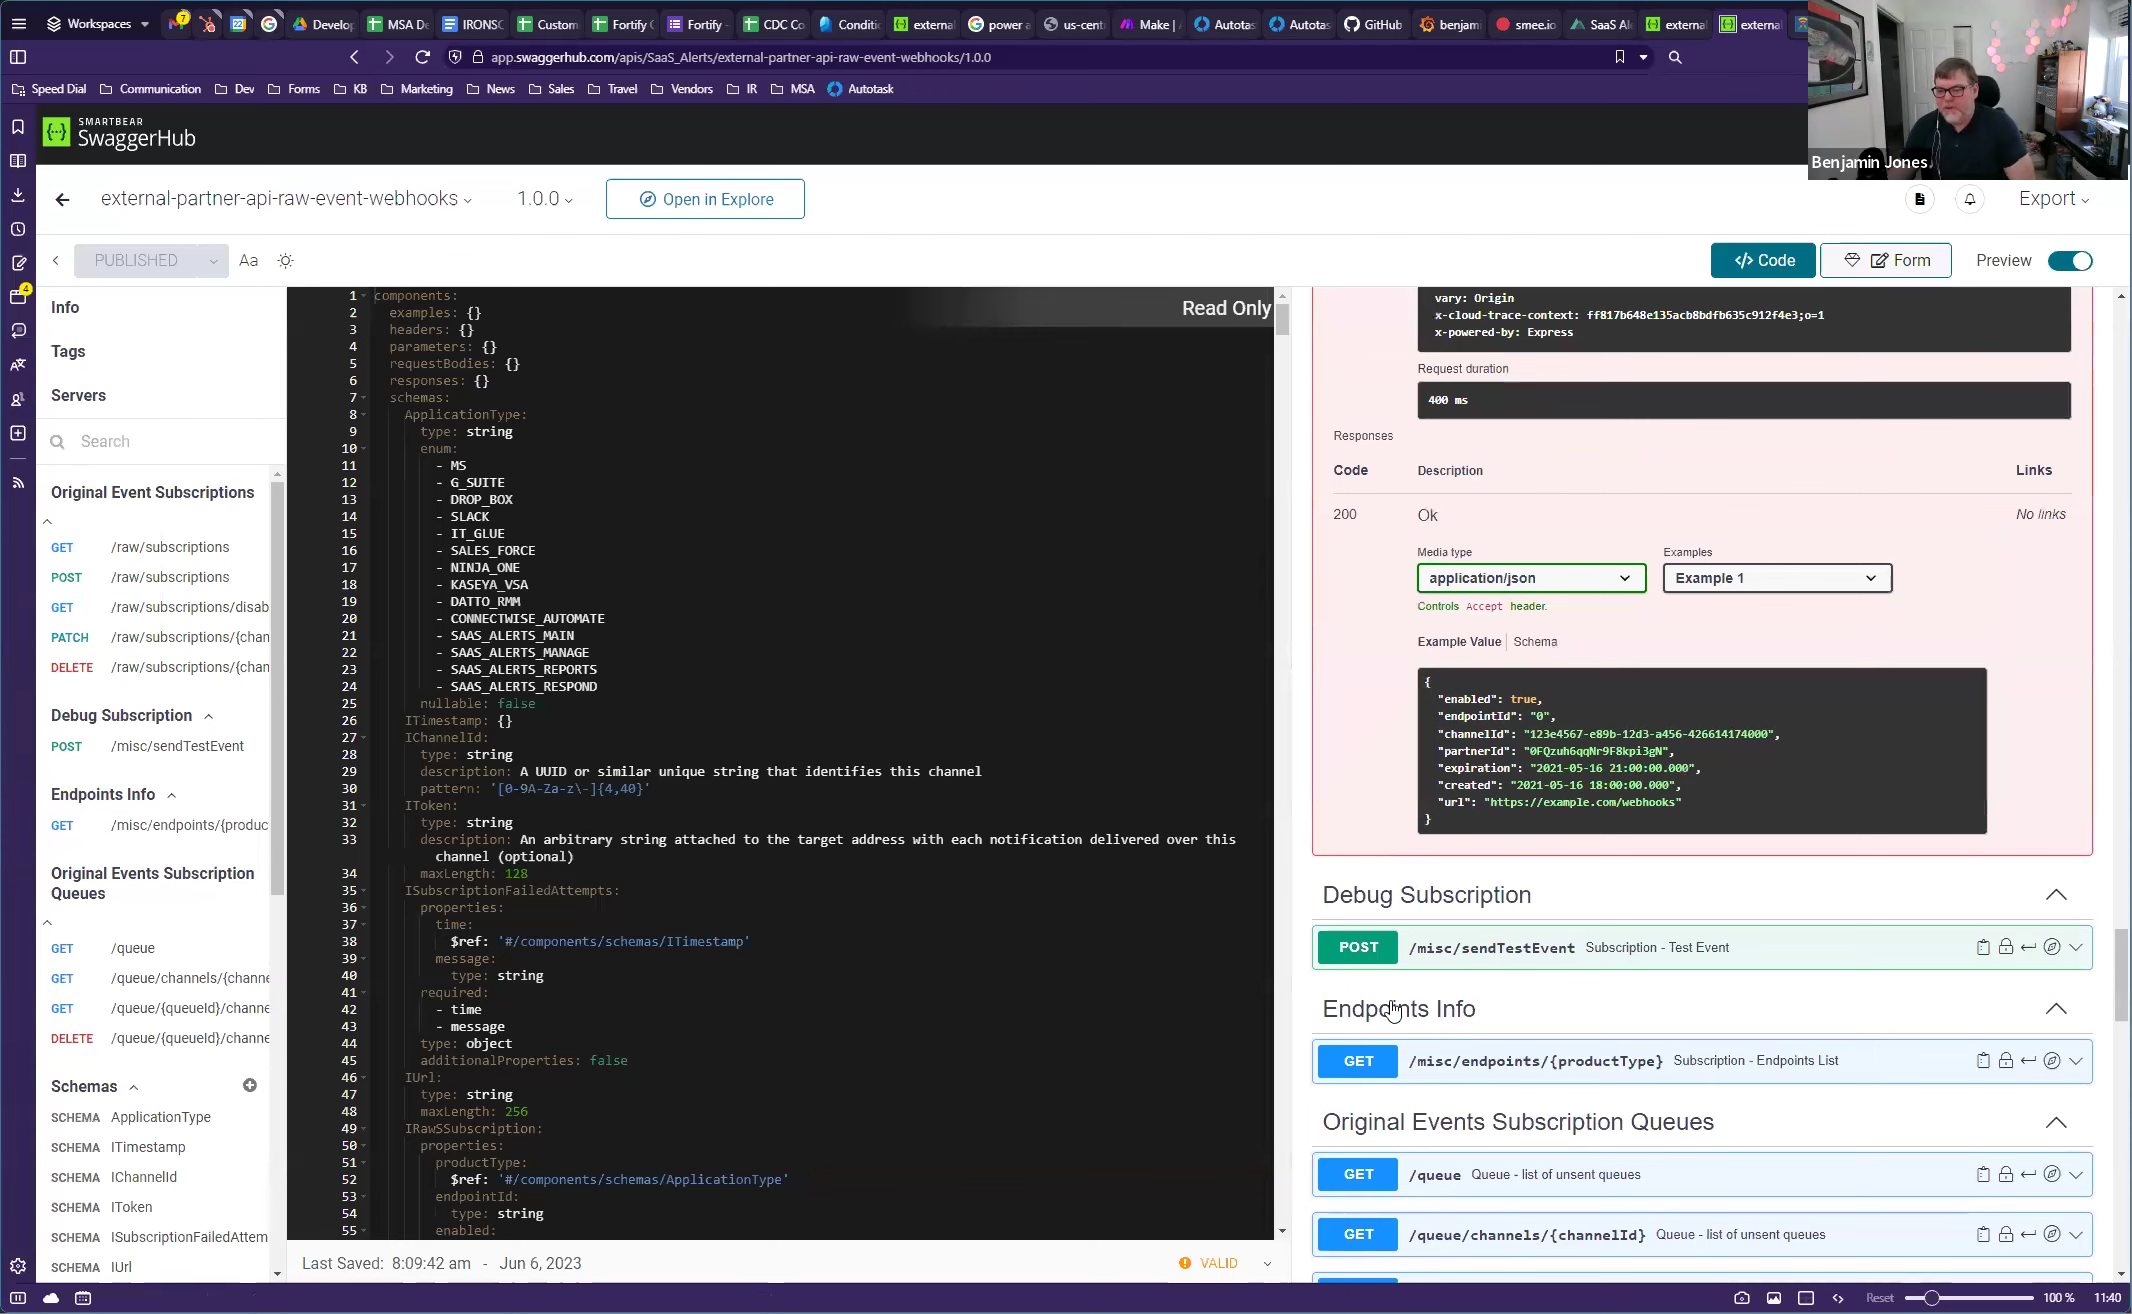 Workspaces
7
22
Develop
MSA De
IRONSC
Custom
Fortify C
Fortify -
CDC Co
Conditio
external
power a
us-cent
Make |
Autotas
Autotas
GitHub
benjam
smee.io
SaaS Al
external
external
app.swaggerhub.com/apis/SaaS_Alerts/external-partner-api-raw-event-webhooks/1.0.0
Speed Dial
Communication
Dev
Forms
KB
Marketing
News
Sales
Travel
Vendors
IR
MSA
Autotask
SMARTBEAR
SwaggerHub
Benjamin Jones
external-partner-api-raw-event-webhooks
1.0.0
Open in Explore
Export
PUBLISHED
Aa
</> Code
Form
Preview
4
Info
Tags
Servers
Search
Original Event Subscriptions
GET /raw/subscriptions
POST /raw/subscriptions
GET /raw/subscriptions/disab
PATCH /raw/subscriptions/{chan
DELETE /raw/subscriptions/{chan
Debug Subscription
POST /misc/sendTestEvent
Endpoints Info
GET /misc/endpoints/{produc
Original Events Subscription
Queues
GET /queue
GET /queue/channels/{channe
GET /queue/{queueId}/channe
DELETE /queue/{queueId}/channe
Schemas
SCHEMA ApplicationType
SCHEMA ITimestamp
SCHEMA IChannelId
SCHEMA IToken
SCHEMA ISubscriptionFailedAttem
SCHEMA IUrl
Read Only
1 components:
2 examples: {}
3 headers: {}
4 parameters: {}
5 requestBodies: {}
6 responses: {}
7 schemas:
8 ApplicationType:
9 type: string
10 enum:
11 - MS
12 - G_SUITE
13 - DROP_BOX
14 - SLACK
15 - IT_GLUE
16 - SALES_FORCE
17 - NINJA_ONE
18 - KASEYA_VSA
19 - DATTO_RMM
20 - CONNECTWISE_AUTOMATE
21 - SAAS_ALERTS_MAIN
22 - SAAS_ALERTS_MANAGE
23 - SAAS_ALERTS_REPORTS
24 - SAAS_ALERTS_RESPOND
25 nullable: false
26 ITimestamp: {}
27 IChannelId:
28 type: string
29 description: A UUID or similar unique string that identifies this channel
30 pattern: '[0-9A-Za-z\-]{4,40}'
31 IToken:
32 type: string
33 description: An arbitrary string attached to the target address with each notification delivered over this
channel (optional)
34 maxLength: 128
35 ISubscriptionFailedAttempts:
36 properties:
37 time:
38 $ref: '#/components/schemas/ITimestamp'
39 message:
40 type: string
41 required:
42 - time
43 - message
44 type: object
45 additionalProperties: false
46 IUrl:
47 type: string
48 maxLength: 256
49 IRawSSubscription:
50 properties:
51 productType:
52 $ref: '#/components/schemas/ApplicationType'
53 endpointId:
54 type: string
55 enabled:
Last Saved: 8:09:42 am - Jun 6, 2023
VALID
vary: Origin
x-cloud-trace-context: ff817b648e135acb8bdfb635c912f4e3;o=1
x-powered-by: Express
Request duration
400 ms
Responses
Code Description Links
200 Ok No links
Media type Examples
application/json Example 1
Controls Accept header.
Example Value Schema
{
"enabled": true,
"endpointId": "0",
"channelId": "123e4567-e89b-12d3-a456-426614174000",
"partnerId": "0FQzuh6qqNr9F8kpi3gN",
"expiration": "2021-05-16 21:00:00.000",
"created": "2021-05-16 18:00:00.000",
"url": "https://example.com/webhooks"
}
Debug Subscription
POST /misc/sendTestEvent Subscription - Test Event
Endpoints Info
GET /misc/endpoints/{productType} Subscription - Endpoints List
Original Events Subscription Queues
GET /queue Queue - list of unsent queues
GET /queue/channels/{channelId} Queue - list of unsent queues
Reset
100 %
11:40